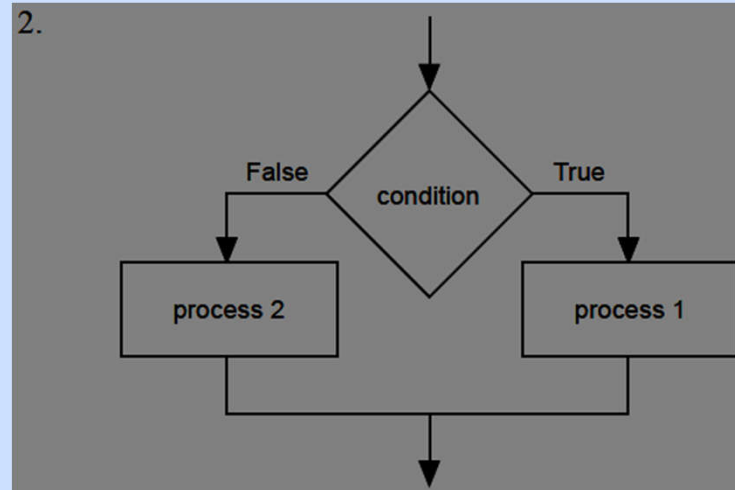 2.
False
True
condition
process 2
process 1